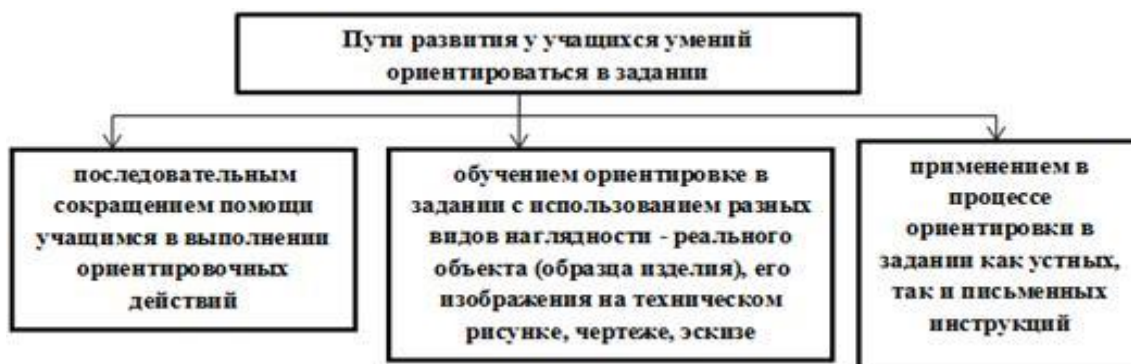 Пути развития у учащихся умений
ориентироваться в задании
последовательным
сокращением помощи
учащимся в выполнении
ориентировочных
действий
обучением ориентировке в
задании с использованием разных
видов наглядности - реального
объекта (образца изделия), его
изображения на техническом
рисунке, чертеже, эскизе
применением в
процессе
ориентировки в
задании как устных,
так и письменных
инструкций